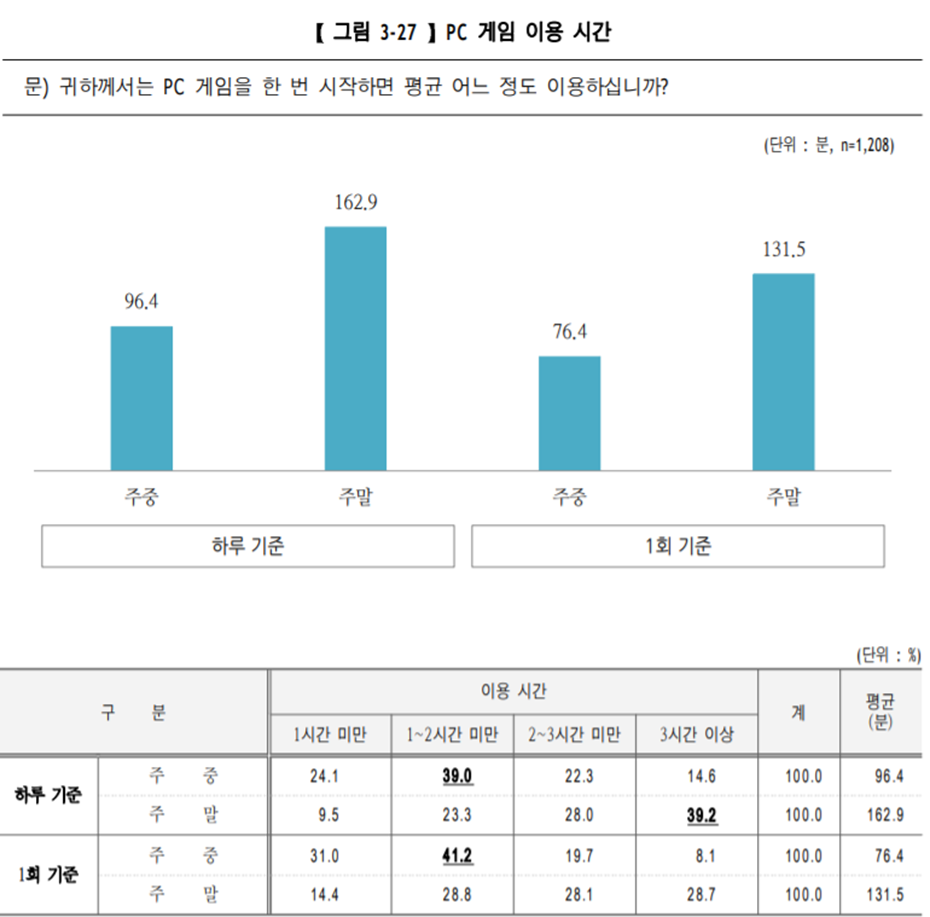 【 그림 3-27 】 PC 게임 이용 시간
문) 귀하께서는 PC 게임을 한 번 시작하면 평균 어느 정도 이용하십니까?
(단위 : 분, n=1,208)
162.9
131.5
96.4
76.4
주중 주말 주중 주말
하루 기준 1회 기준
(단위 : %)
구 분 이용 시간 계 평균 (분)
1시간 미만 1~2시간 미만 2~3시간 미만 3시간 이상
하루 기준 주 중 24.1 39.0 22.3 14.6 100.0 96.4
주 말 9.5 23.3 28.0 39.2 100.0 162.9
1회 기준 주 중 31.0 41.2 19.7 8.1 100.0 76.4
주 말 14.4 28.8 28.1 28.7 100.0 131.5